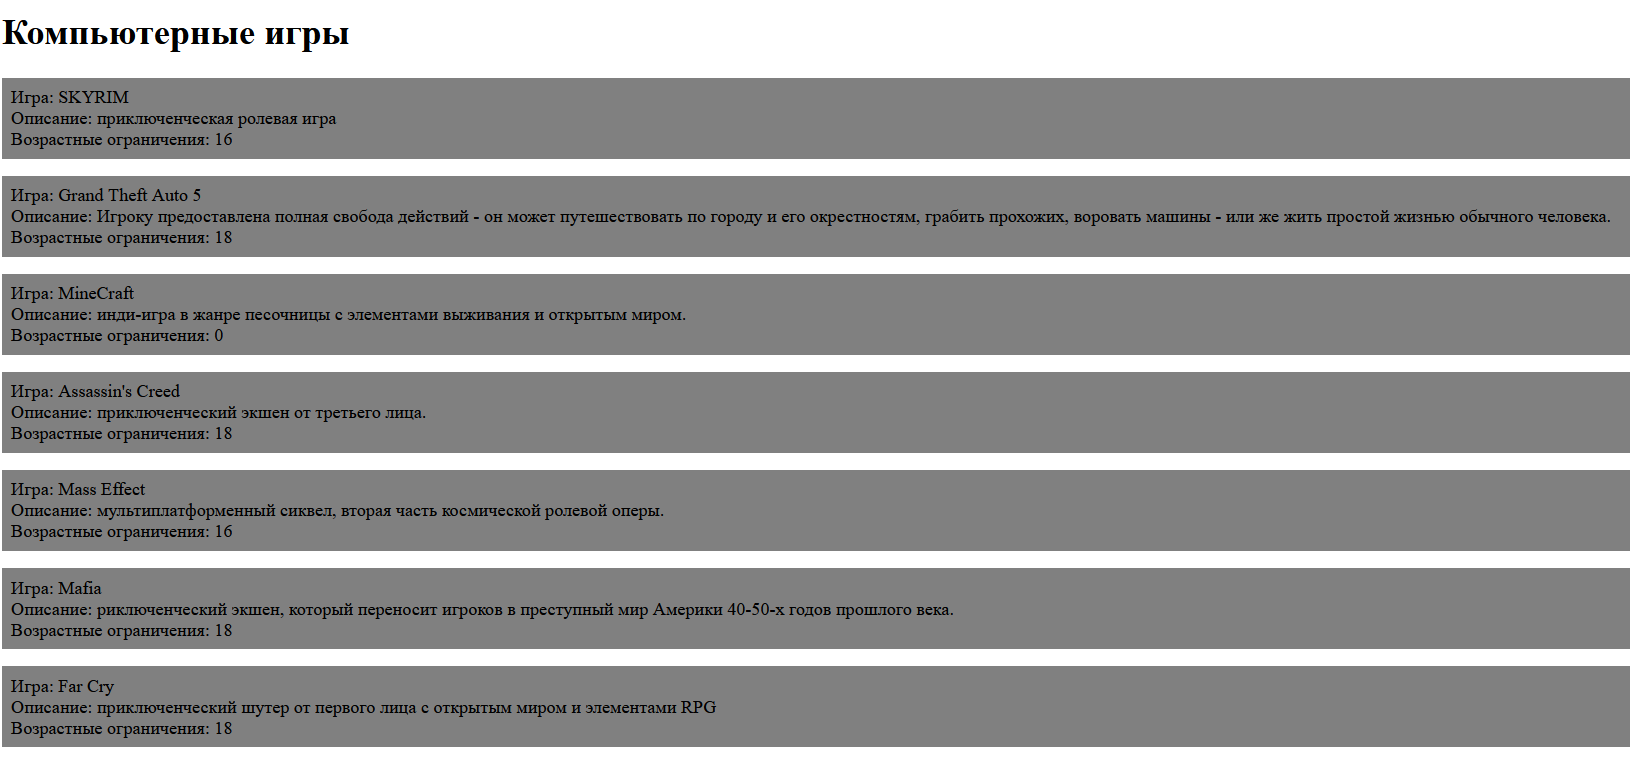 Компьютерные игры
Игра: SKYRIM
Описание: приключенческая ролевая игра
Возрастные ограничения: 16
Игра: Grand Theft Auto 5
Описание: Игроку предоставлена полная свобода действий - он может путешествовать по городу и его окрестностям, грабить прохожих, воровать машины - или же жить простой жизнью обычного человека.
Возрастные ограничения: 18
Игра: MineCraft
Описание: инди-игра в жанре песочницы с элементами выживания и открытым миром.
Возрастные ограничения: 0
Игра: Assassin's Creed
Описание: приключенческий экшен от третьего лица.
Возрастные ограничения: 18
Игра: Mass Effect
Описание: мультиплатформенный сиквел, вторая часть космической ролевой оперы.
Возрастные ограничения: 16
Игра: Mafia
Описание: риключенческий экшен, который переносит игроков в преступный мир Америки 40-50-х годов прошлого века.
Возрастные ограничения: 18
Игра: Far Cry
Описание: приключенческий шутер от первого лица с открытым миром и элементами RPG
Возрастные ограничения: 18